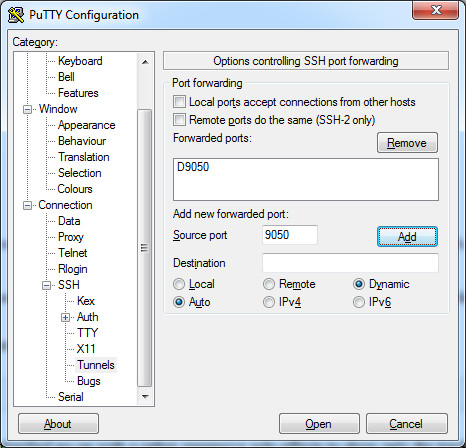 PuTTY Configuration
Category:
Keyboard
Bell
Features
Window
Appearance
Behaviour
Translation
Selection
Colours
Connection
Data
Proxy
Telnet
Rlogin
SSH
Kex
Auth
TTY
X11
Tunnels
Bugs
Serial
Options controlling SSH port forwarding
Port forwarding
Local ports accept connections from other hosts
Remote ports do the same (SSH-2 only)
Forwarded ports:
Remove
D9050
Add new forwarded port:
Source port 9050 Add
Destination
Local Remote Dynamic
Auto IPv4 IPv6
About Open Cancel